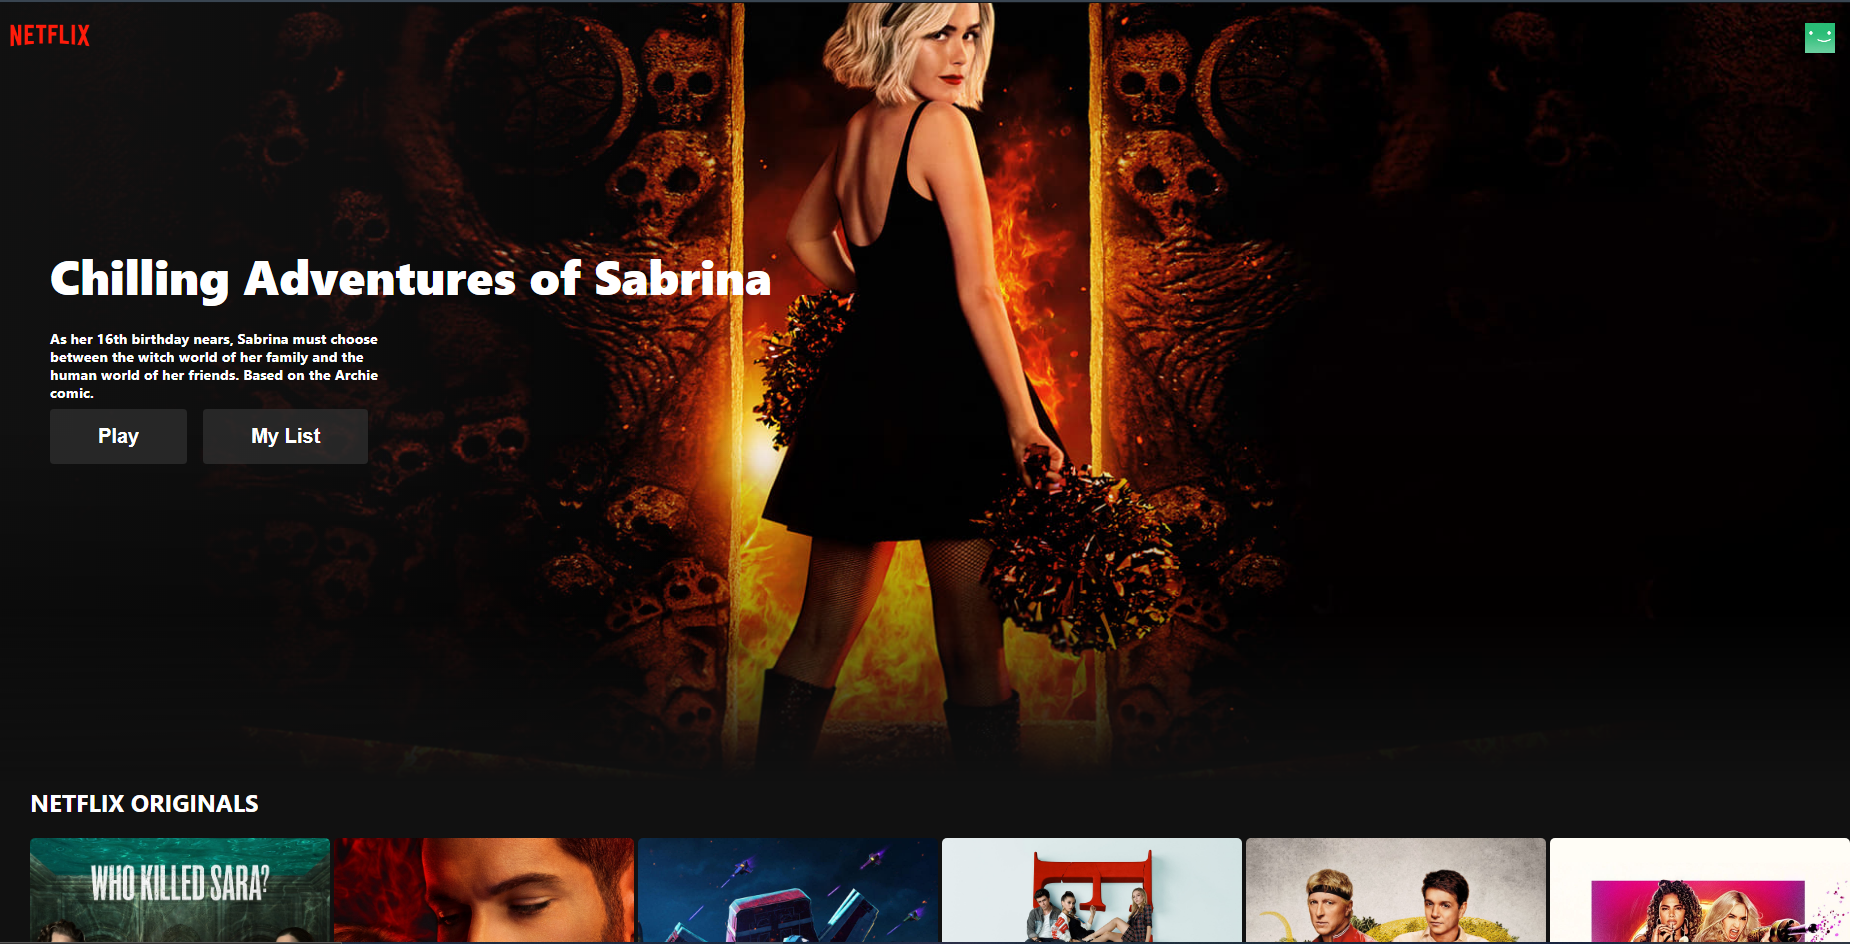 NETFLIX
Chilling Adventures of Sabrina
As her 16th birthday nears, Sabrina must choose
between the witch world of her family and the
human world of her friends. Based on the Archie
comic.
Play
My List
NETFLIX ORIGINALS
WHO KILLED SARA?